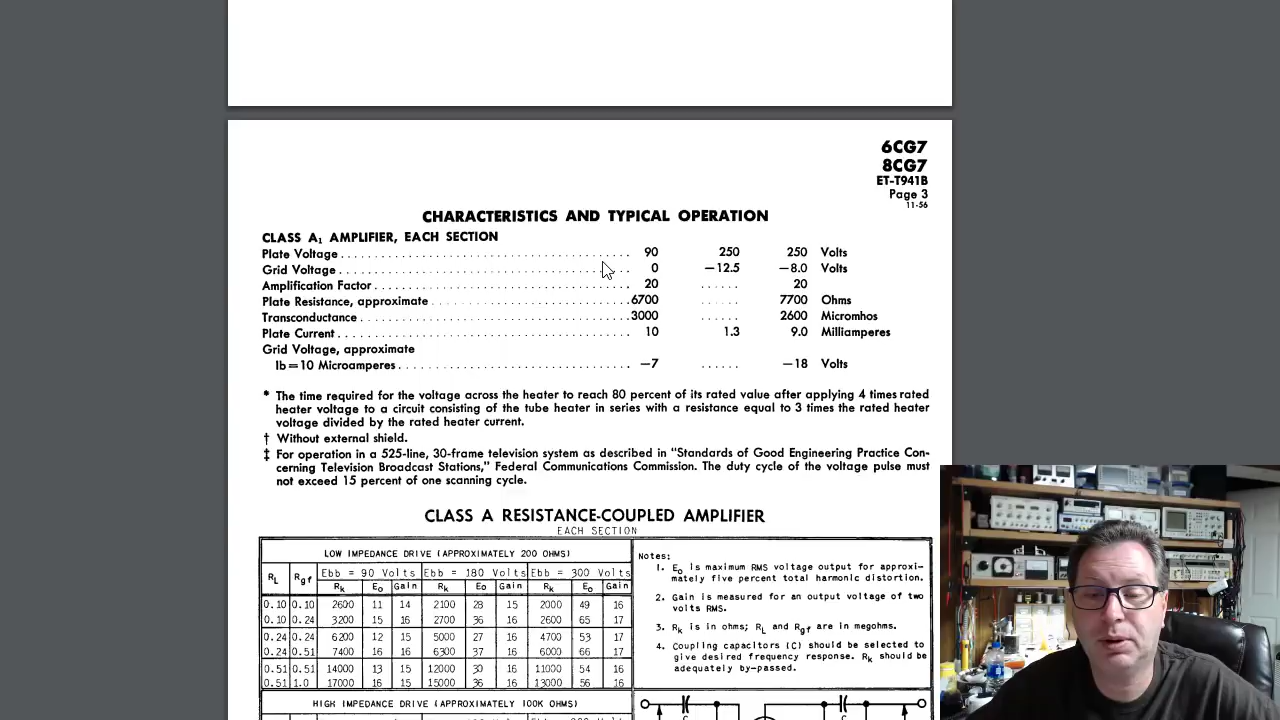 6CG7
8CG7
ET-T941B
Page 3
11-56
CHARACTERISTICS AND TYPICAL OPERATION
CLASS A₁ AMPLIFIER, EACH SECTION
Plate Voltage 90 250 250 Volts
Grid Voltage 0 −12.5 −8.0 Volts
Amplification Factor 20 ...... 20
Plate Resistance, approximate 6700 ...... 7700 Ohms
Transconductance 3000 ...... 2600 Micromhos
Plate Current 10 1.3 9.0 Milliamperes
Grid Voltage, approximate
Ib=10 Microamperes −7 ...... −18 Volts
* The time required for the voltage across the heater to reach 80 percent of its rated value after applying 4 times rated
heater voltage to a circuit consisting of the tube heater in series with a resistance equal to 3 times the rated heater
voltage divided by the rated heater current.
† Without external shield.
‡ For operation in a 525-line, 30-frame television system as described in "Standards of Good Engineering Practice Con-
cerning Television Broadcast Stations," Federal Communications Commission. The duty cycle of the voltage pulse must
not exceed 15 percent of one scanning cycle.
CLASS A RESISTANCE-COUPLED AMPLIFIER
EACH SECTION
LOW IMPEDANCE DRIVE (APPROXIMATELY 200 OHMS)
RL Rgf Ebb = 90 Volts Ebb = 180 Volts Ebb = 300 Volts
Rk Eo Gain Rk Eo Gain Rk Eo Gain
0.10 0.10 2600 11 14 2100 28 15 2000 49 16
0.10 0.24 3200 15 16 2700 36 16 2600 65 17
0.24 0.24 6200 12 15 5000 27 16 4700 53 17
0.24 0.51 7400 16 16 6300 37 16 6000 66 17
0.51 0.51 14000 13 15 12000 30 16 11000 54 16
0.51 1.0 17000 16 15 15000 36 16 13000 56 16
HIGH IMPEDANCE DRIVE (APPROXIMATELY 100K OHMS)
Notes:
1. Eo is maximum RMS voltage output for approxi-
mately five percent total harmonic distortion.
2. Gain is measured for an output voltage of two
volts RMS.
3. Rk is in ohms; RL and Rgf are in megohms.
4. Coupling capacitors (C) should be selected to
give desired frequency response. Rk should be
adequately by-passed.